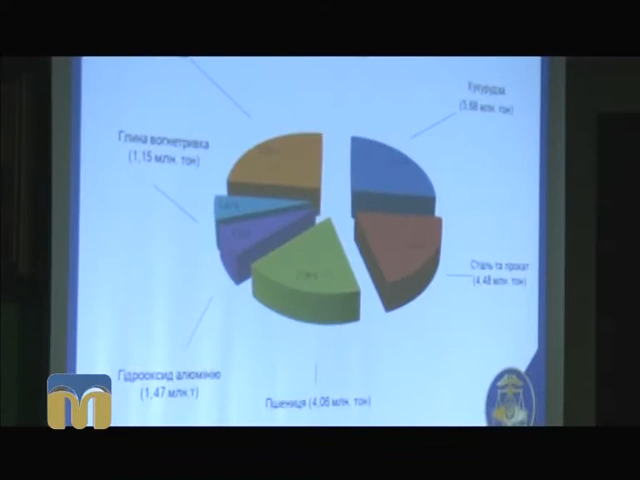 Кукурудза
(5,68 млн. тон)
Глина вогнетривка
(1,15 млн. тон)
Сталь та прокат
(4,48 млн. тон)
Гідрооксид алюмінію
(1,47 млн.т)
Пшениця (4,06 млн. тон)